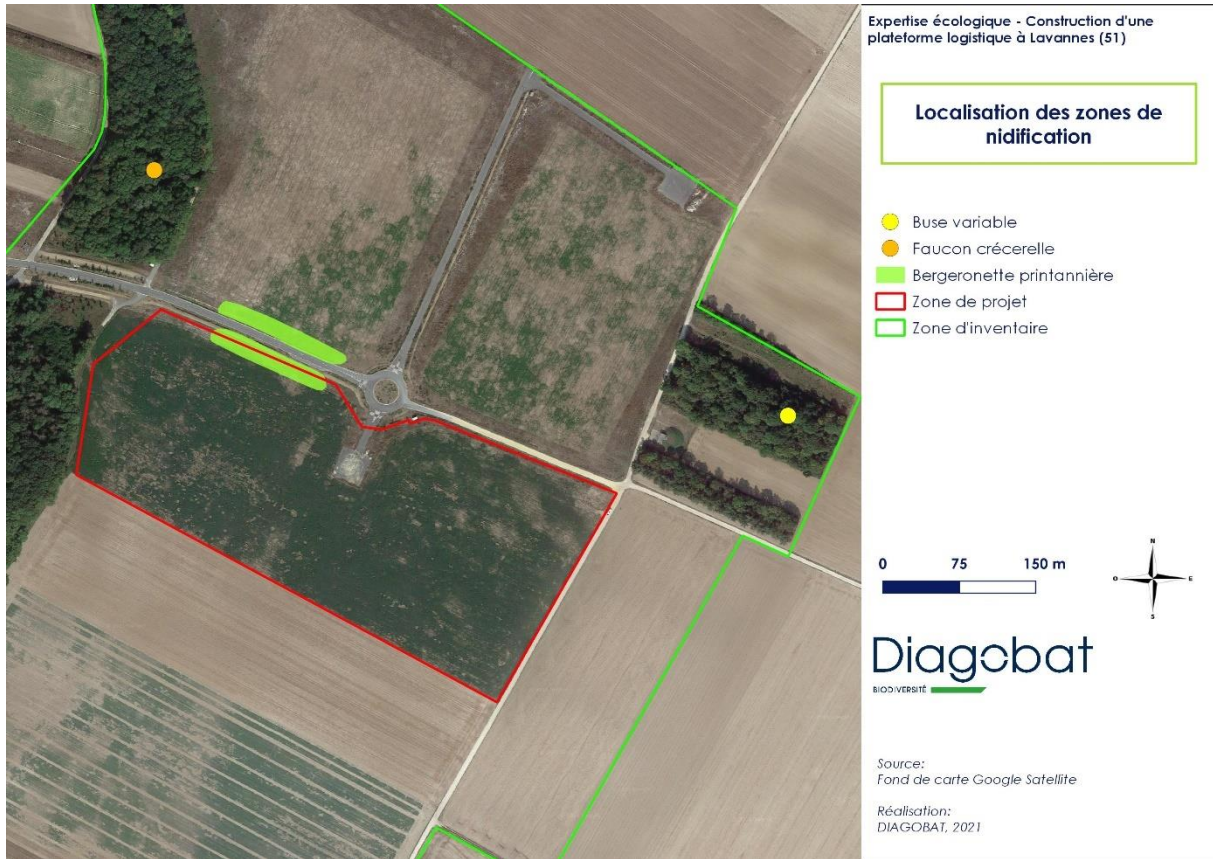 Expertise écologique - Construction d'une
plateforme logistique à Lavannes (51)
Localisation des zones de
nidification
Buse variable
Faucon crécerelle
Bergeronette printannière
Zone de projet
Zone d'inventaire
0 75 150 m
N
O E
S
Diagobat
BIODIVERSITÉ
Source:
Fond de carte Google Satellite
Réalisation:
DIAGOBAT, 2021